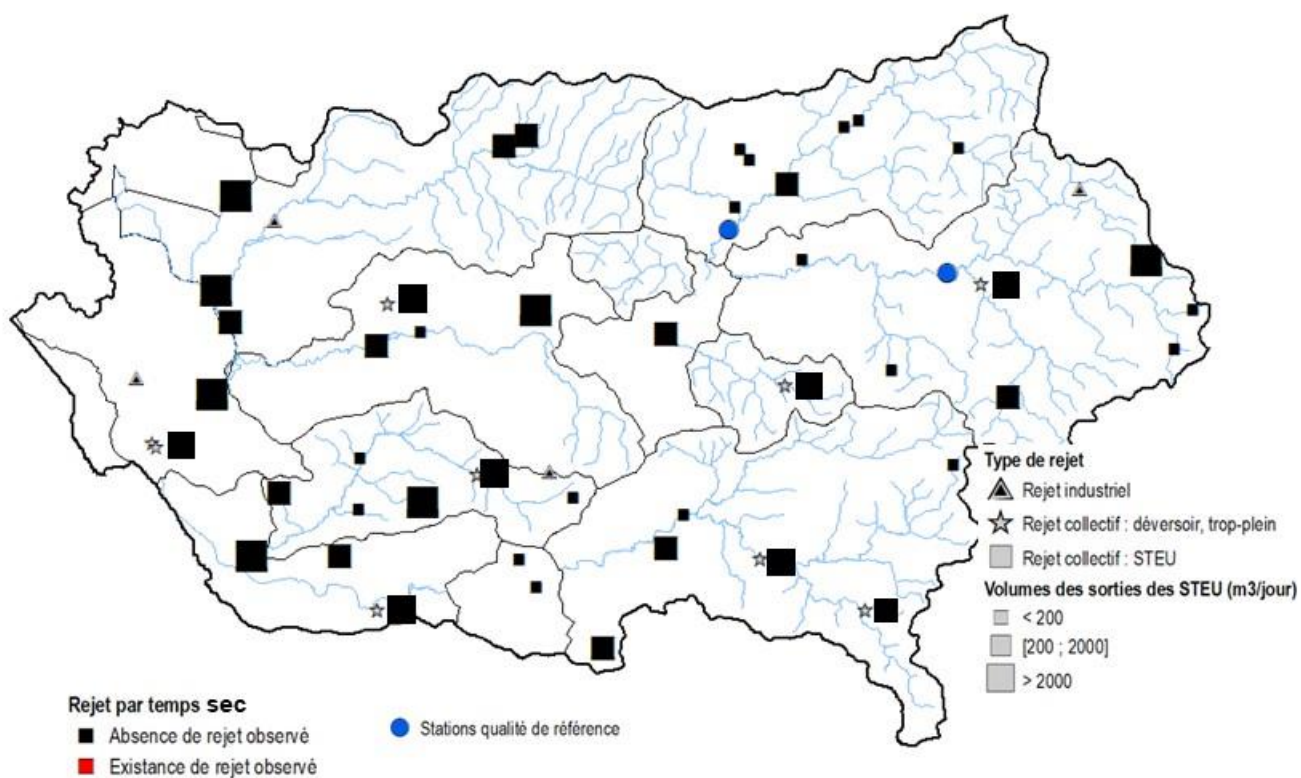 Type de rejet
Rejet industriel
Rejet collectif : déversoir, trop-plein
Rejet collectif : STEU
Volumes des sorties des STEU (m3/jour)
< 200
[200 ; 2000]
> 2000
Rejet par temps sec
Absence de rejet observé
Existance de rejet observé
Stations qualité de référence